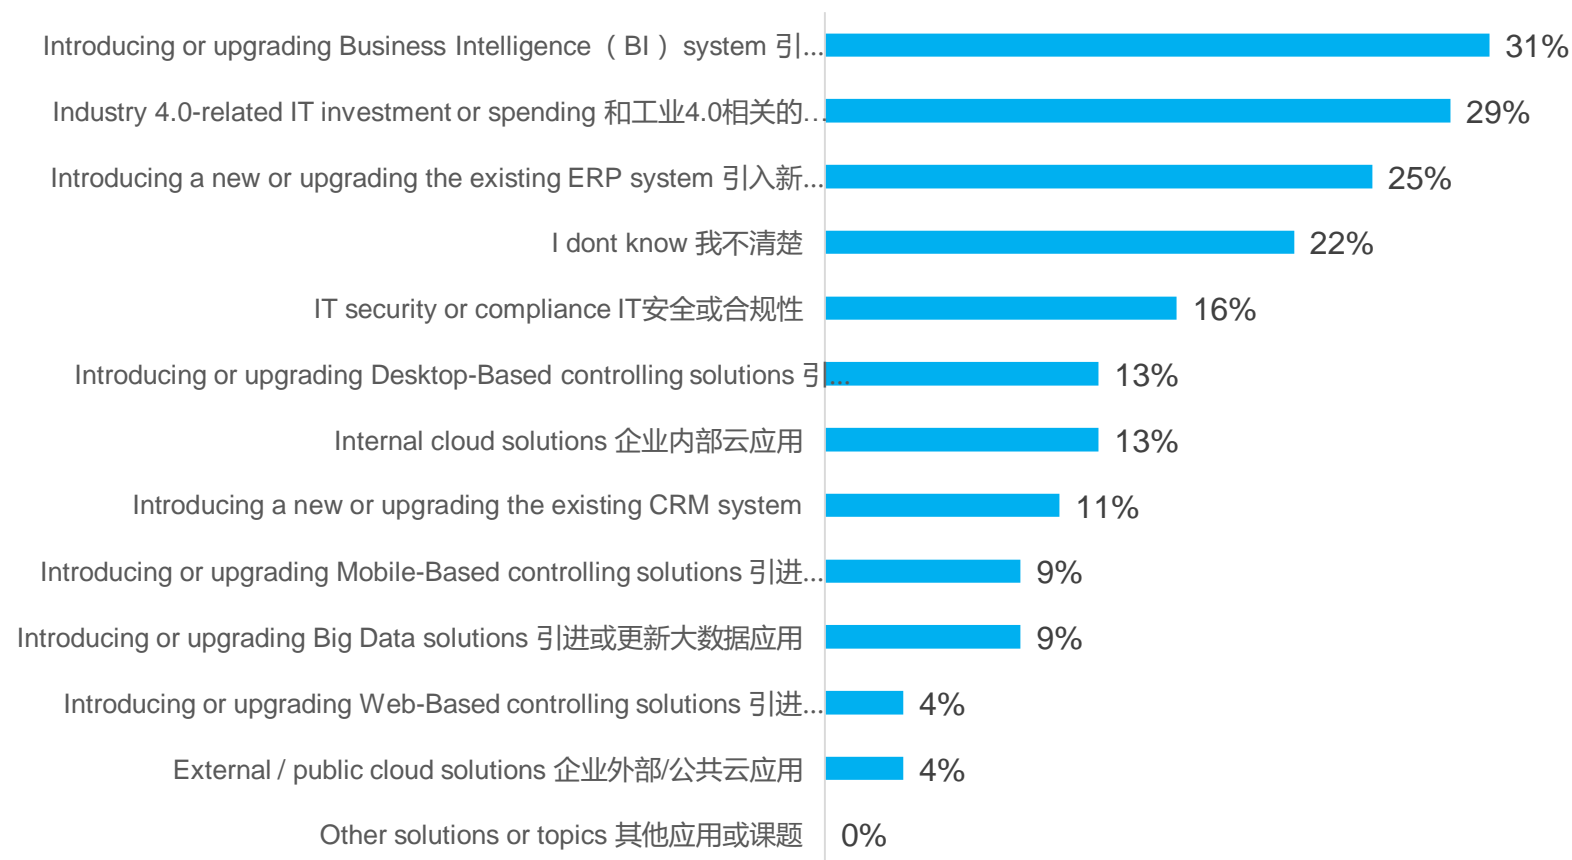 Introducing or upgrading Business Intelligence（BI）system 引... 31%
Industry 4.0-related IT investment or spending 和工业4.0相关的... 29%
Introducing a new or upgrading the existing ERP system 引入新... 25%
I dont know 我不清楚 22%
IT security or compliance IT安全或合规性 16%
Introducing or upgrading Desktop-Based controlling solutions 引... 13%
Internal cloud solutions 企业内部云应用 13%
Introducing a new or upgrading the existing CRM system 11%
Introducing or upgrading Mobile-Based controlling solutions 引进... 9%
Introducing or upgrading Big Data solutions 引进或更新大数据应用 9%
Introducing or upgrading Web-Based controlling solutions 引进... 4%
External / public cloud solutions 企业外部/公共云应用 4%
Other solutions or topics 其他应用或课题 0%